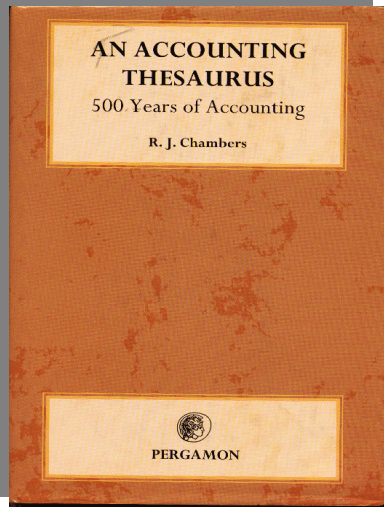 AN ACCOUNTING
THESAURUS
500 Years of Accounting
R. J. Chambers
PERGAMON